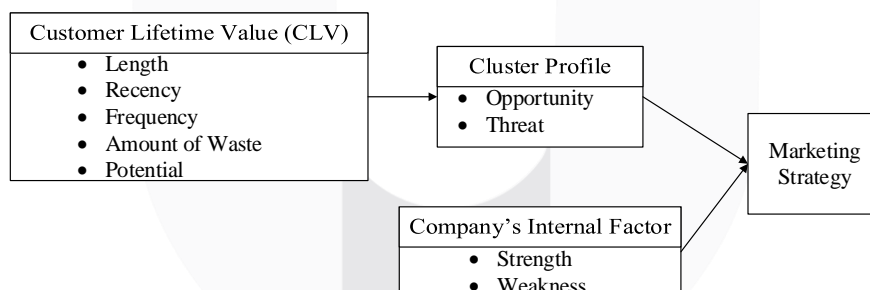 Customer Lifetime Value (CLV)
• Length
• Recency
• Frequency
• Amount of Waste
• Potential
Cluster Profile
• Opportunity
• Threat
Company’s Internal Factor
• Strength
• Weakness
Marketing
Strategy